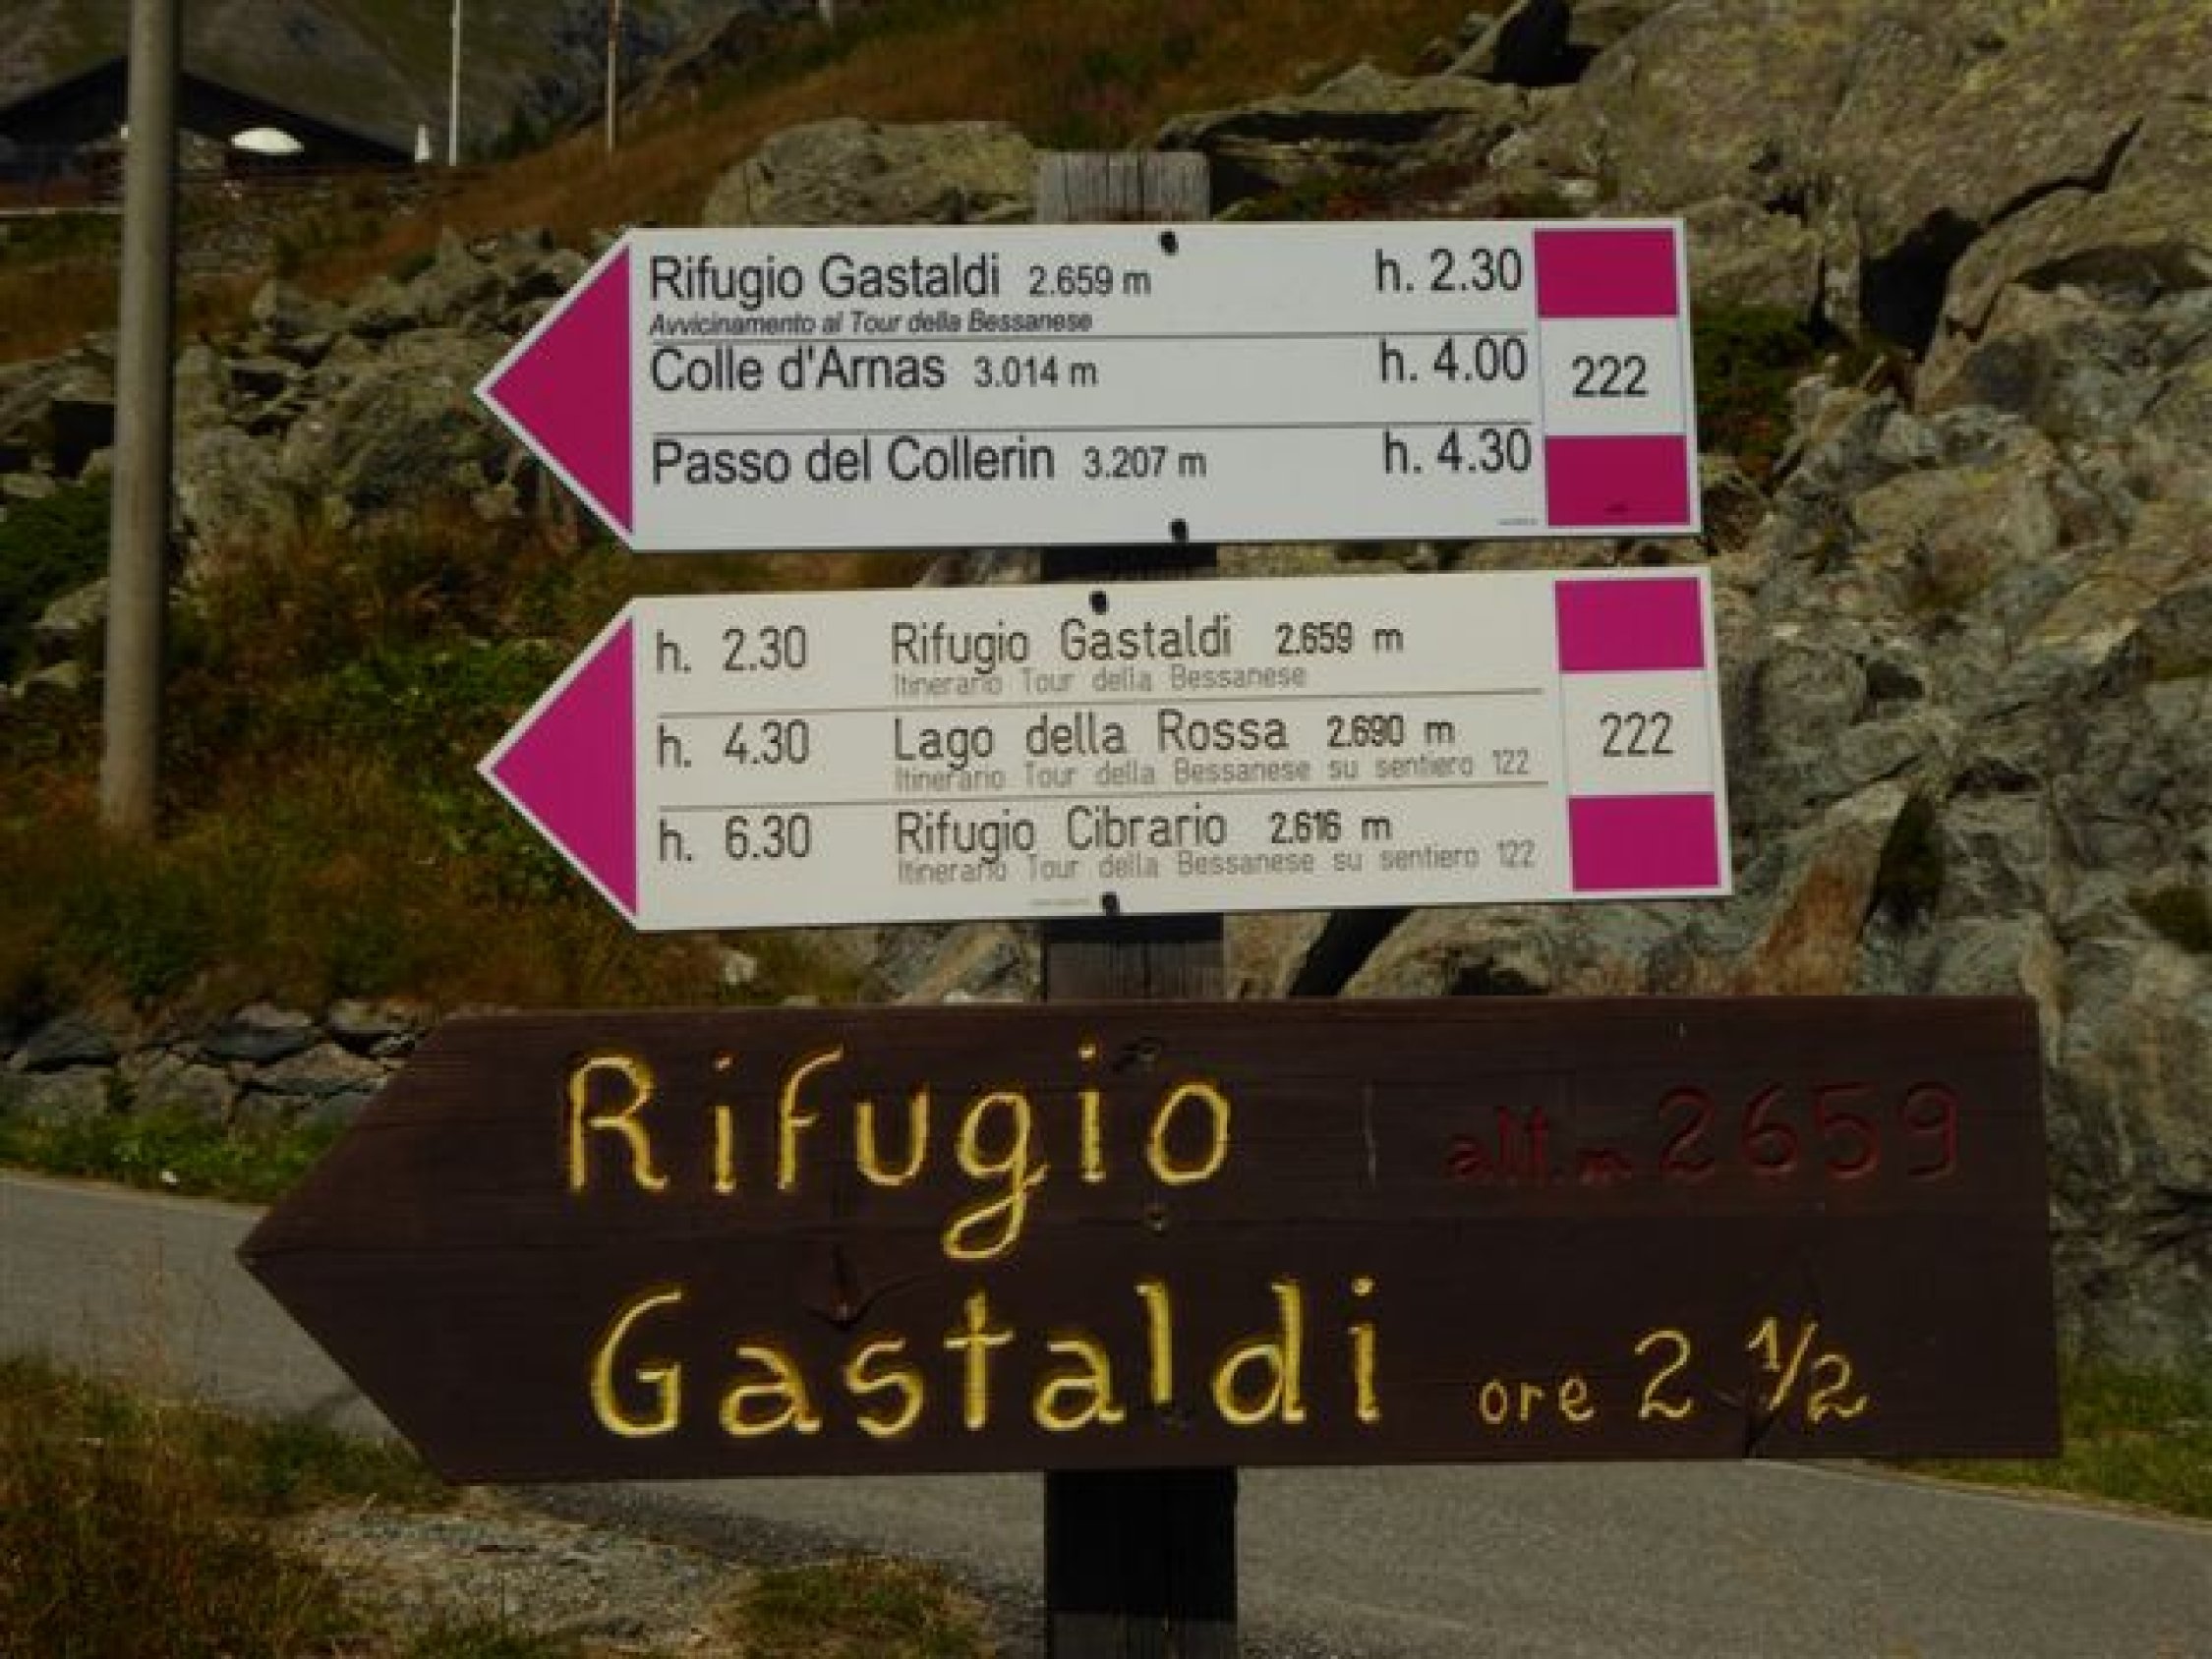 Rifugio Gastaldi 2.659 m h. 2.30
Avvicinamento al Tour della Bessanese
Colle d'Arnas 3.014 m h. 4.00
222
Passo del Collerin 3.207 m h. 4.30
h. 2.30 Rifugio Gastaldi 2.659 m
Itinerario Tour della Bessanese
h. 4.30 Lago della Rossa 2.690 m
222
Itinerario Tour della Bessanese su sentiero 122
h. 6.30 Rifugio Cibrario 2.616 m
Itinerario Tour della Bessanese su sentiero 122
Rifugio alt. m 2659
Gastaldi ore 2 1/2